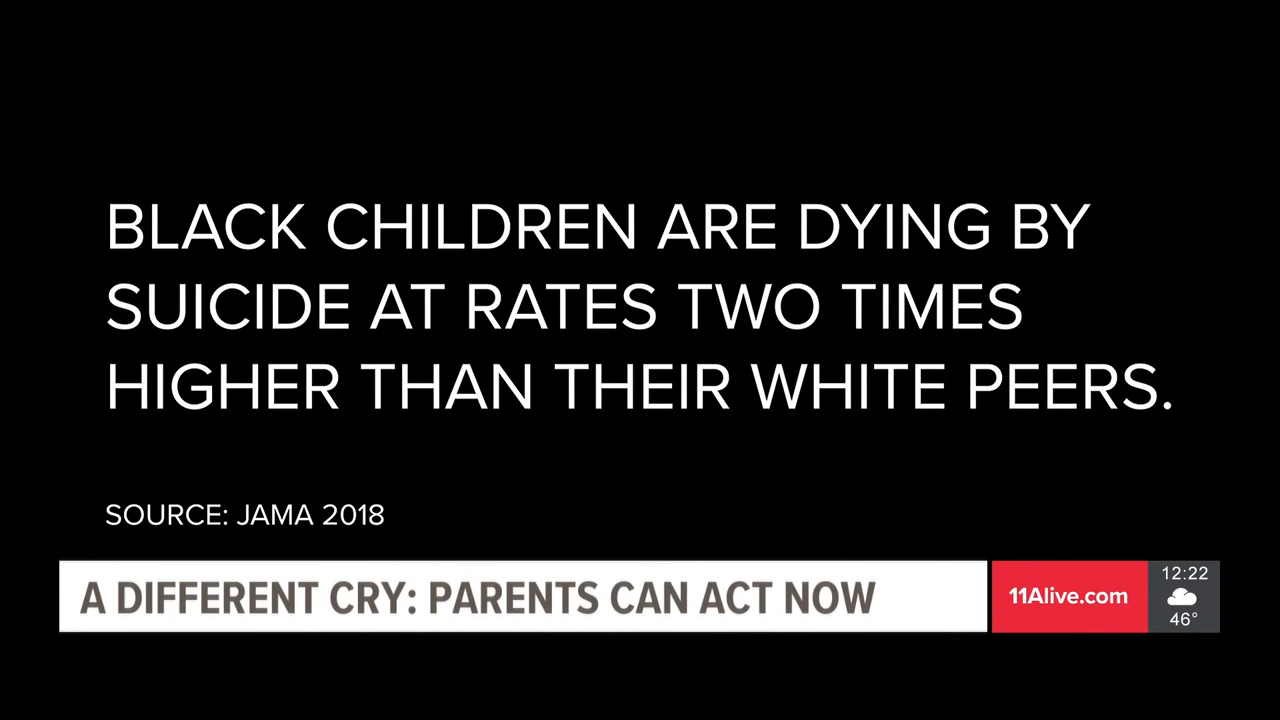 BLACK CHILDREN ARE DYING BY
SUICIDE AT RATES TWO TIMES
HIGHER THAN THEIR WHITE PEERS.
SOURCE: JAMA 2018
A DIFFERENT CRY: PARENTS CAN ACT NOW
11Alive.com
12:22
46°